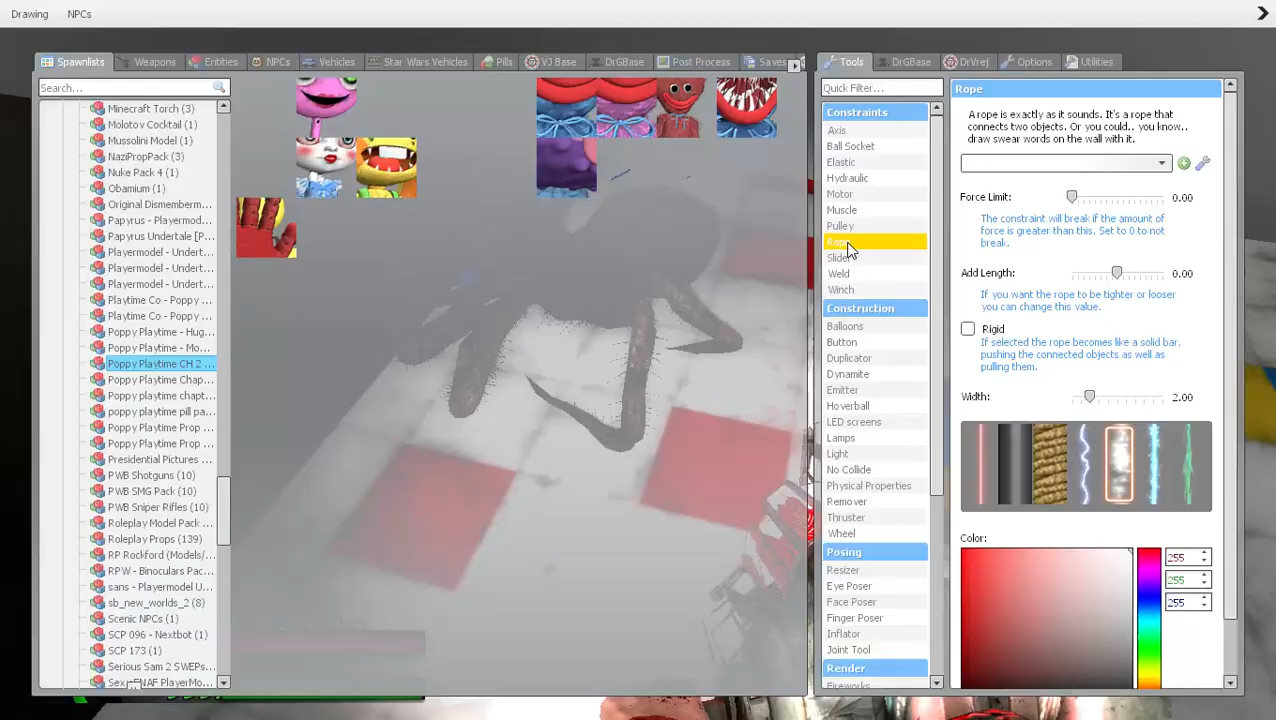 Drawing NPCs
Spawnlists Weapons Entities NPCs Vehicles Star Wars Vehicles Pills VJ Base DrGBase Post Process Saves
Tools DrGBase DrVrej Options Utilities
Search...
Minecraft Torch (3)
Molotov Cocktail (1)
Mussolini Model (1)
NaziPropPack (3)
Nuke Pack 4 (1)
Obamium (1)
Original Dismemberm...
Papyrus - Playermod...
Papyrus Undertale [P...
Playermodel - Undert...
Playermodel - Undert...
Playermodel - Undert...
Playtime Co - Poppy ...
Playtime Co - Poppy ...
Poppy Playtime - Hug...
Poppy Playtime - Mo...
Poppy Playtime CH 2 ...
Poppy Playtime Chap...
Poppy playtime chapt...
poppy playtime pill pa...
Poppy Playtime Prop ...
Poppy Playtime Prop ...
Presidential Pictures ...
PWB Shotguns (10)
PWB SMG Pack (10)
PWB Sniper Rifles (10)
Roleplay Model Pack ...
Roleplay Props (139)
RP Rockford (Models/...
RPW - Binoculars Pac...
sans - Playermodel U...
sb_new_worlds_2 (8)
Scenic NPCs (1)
SCP 096 - Nextbot (1)
SCP 173 (1)
Serious Sam 2 SWEPs...
Quick Filter...
Constraints
Axis
Ball Socket
Elastic
Hydraulic
Motor
Muscle
Pulley
Rope
Slider
Weld
Winch
Construction
Balloons
Button
Duplicator
Dynamite
Emitter
Hoverball
LED screens
Lamps
Light
No Collide
Physical Properties
Remover
Thruster
Wheel
Posing
Resizer
Eye Poser
Face Poser
Finger Poser
Inflator
Joint Tool
Render
Fireworks
Rope
A rope is exactly as it sounds. It's a rope that
connects two objects. Or you could.. you know..
draw swear words on the wall with it.
Force Limit: 0.00
The constraint will break if the amount of
force is greater than this. Set to 0 to not
break.
Add Length: 0.00
If you want the rope to be tighter or looser
you can change this value.
Rigid
If selected the rope becomes like a solid bar,
pushing the connected objects as well as
pulling them.
Width: 2.00
Color:
255
255
255